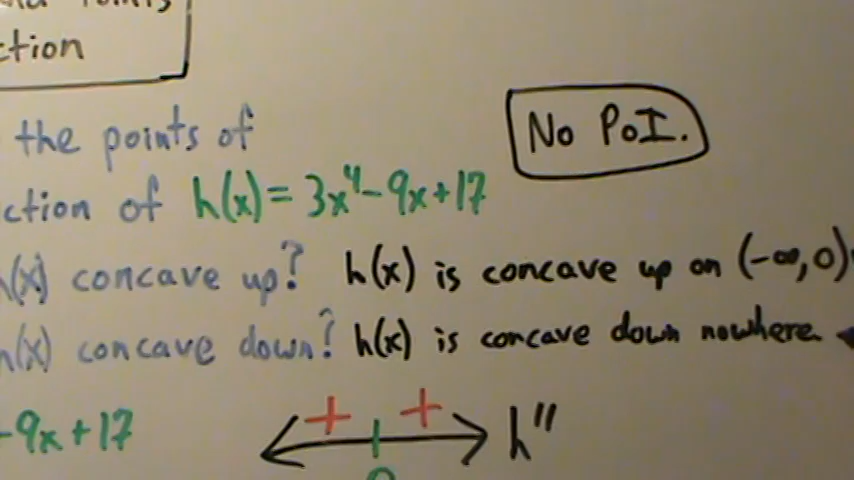 ction
No PoI.
the points of
ction of h(x) = 3x⁴-9x+17
h(x) concave up? h(x) is concave up on (-∞,0)
h(x) concave down? h(x) is concave down nowhere
-9x+17
+ + h"